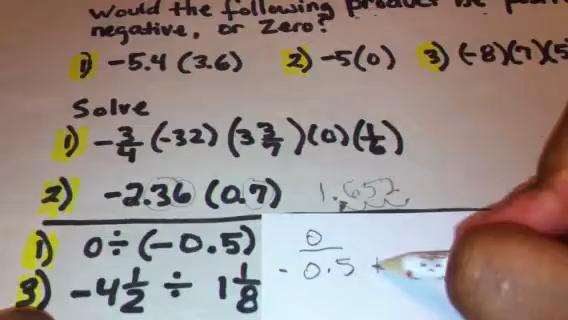 Would the following product be
negative, or Zero?
1) -5.4 (3.6) 2) -5(0) 3) (-8)(7)(5
Solve
1) -3/4 (-32) (3 3/7) (0) (1/6)
2) -2.36 (0.7) 1.652
1) 0 ÷ (-0.5)
0
- 0.5
3) -4 1/2 ÷ 1 1/8